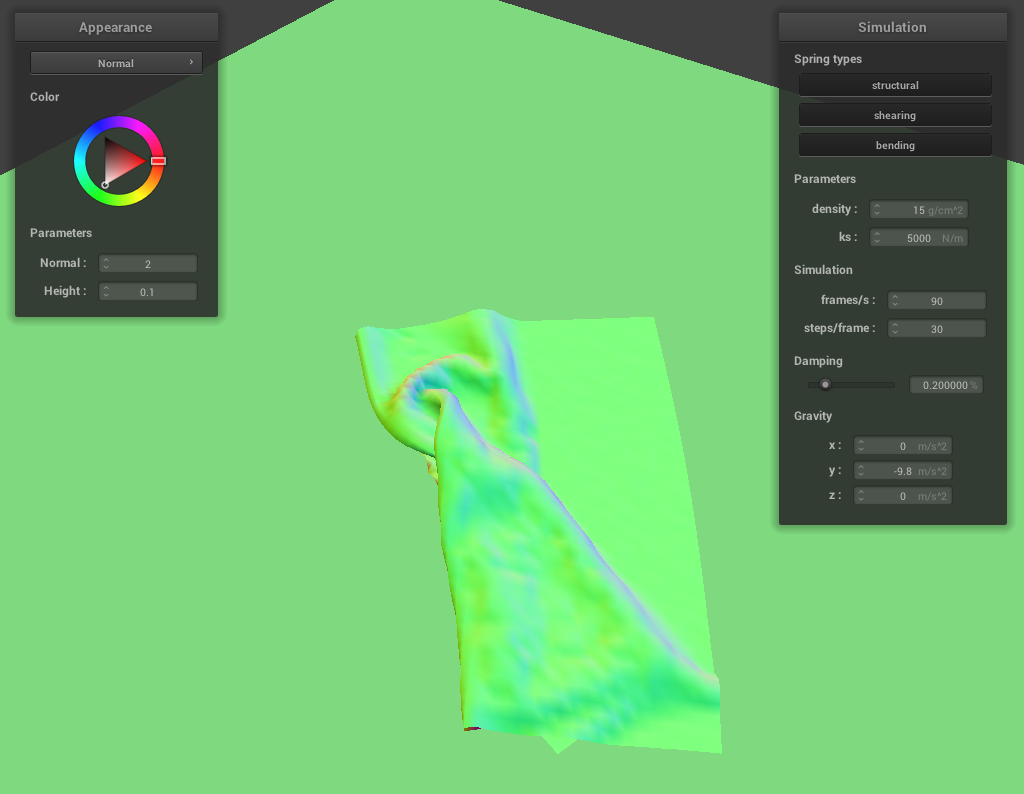 Appearance
Normal
Color
Parameters
Normal : 2
Height : 0.1
Simulation
Spring types
structural
shearing
bending
Parameters
density : 15 g/cm^2
ks : 5000 N/m
Simulation
frames/s : 90
steps/frame : 30
Damping
0.200000 %
Gravity
x : 0 m/s^2
y : -9.8 m/s^2
z : 0 m/s^2